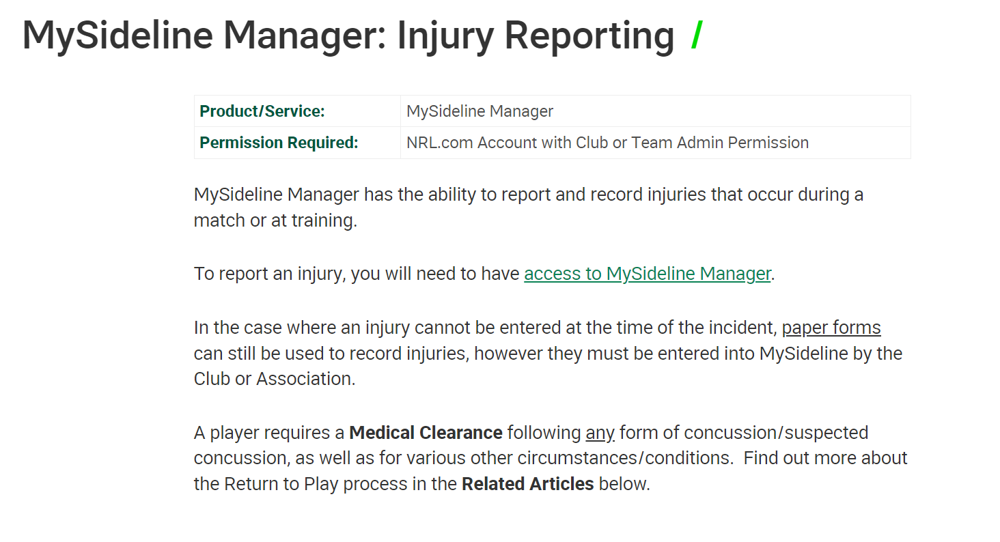 MySideline Manager: Injury Reporting /
Product/Service: MySideline Manager
Permission Required: NRL.com Account with Club or Team Admin Permission
MySideline Manager has the ability to report and record injuries that occur during a
match or at training.
To report an injury, you will need to have access to MySideline Manager.
In the case where an injury cannot be entered at the time of the incident, paper forms
can still be used to record injuries, however they must be entered into MySideline by the
Club or Association.
A player requires a Medical Clearance following any form of concussion/suspected
concussion, as well as for various other circumstances/conditions.  Find out more about
the Return to Play process in the Related Articles below.